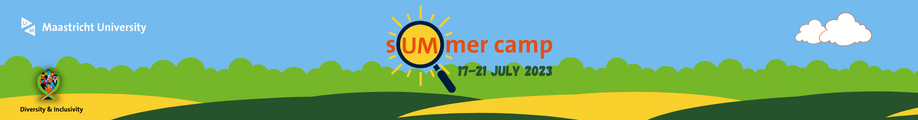 Maastricht University
sUMmer camp
17-21 JULY 2023
Diversity & Inclusivity